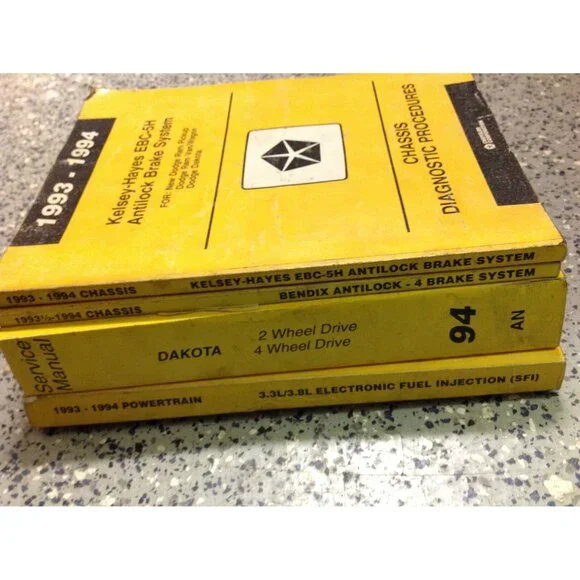 1993 - 1994
Kelsey-Hayes EBC-5H
Antilock Brake System
FOR: New Dodge Ram Pickup
Dodge Ram Van/Wagon
Dodge Dakota
CHASSIS
DIAGNOSTIC PROCEDURES
1993 - 1994 CHASSIS KELSEY-HAYES EBC-5H ANTILOCK BRAKE SYSTEM
1993½-1994 CHASSIS BENDIX ANTILOCK - 4 BRAKE SYSTEM
Service
Manual
DAKOTA
2 Wheel Drive
4 Wheel Drive
94
AN
1993 - 1994 POWERTRAIN 3.3L/3.8L ELECTRONIC FUEL INJECTION (SFI)